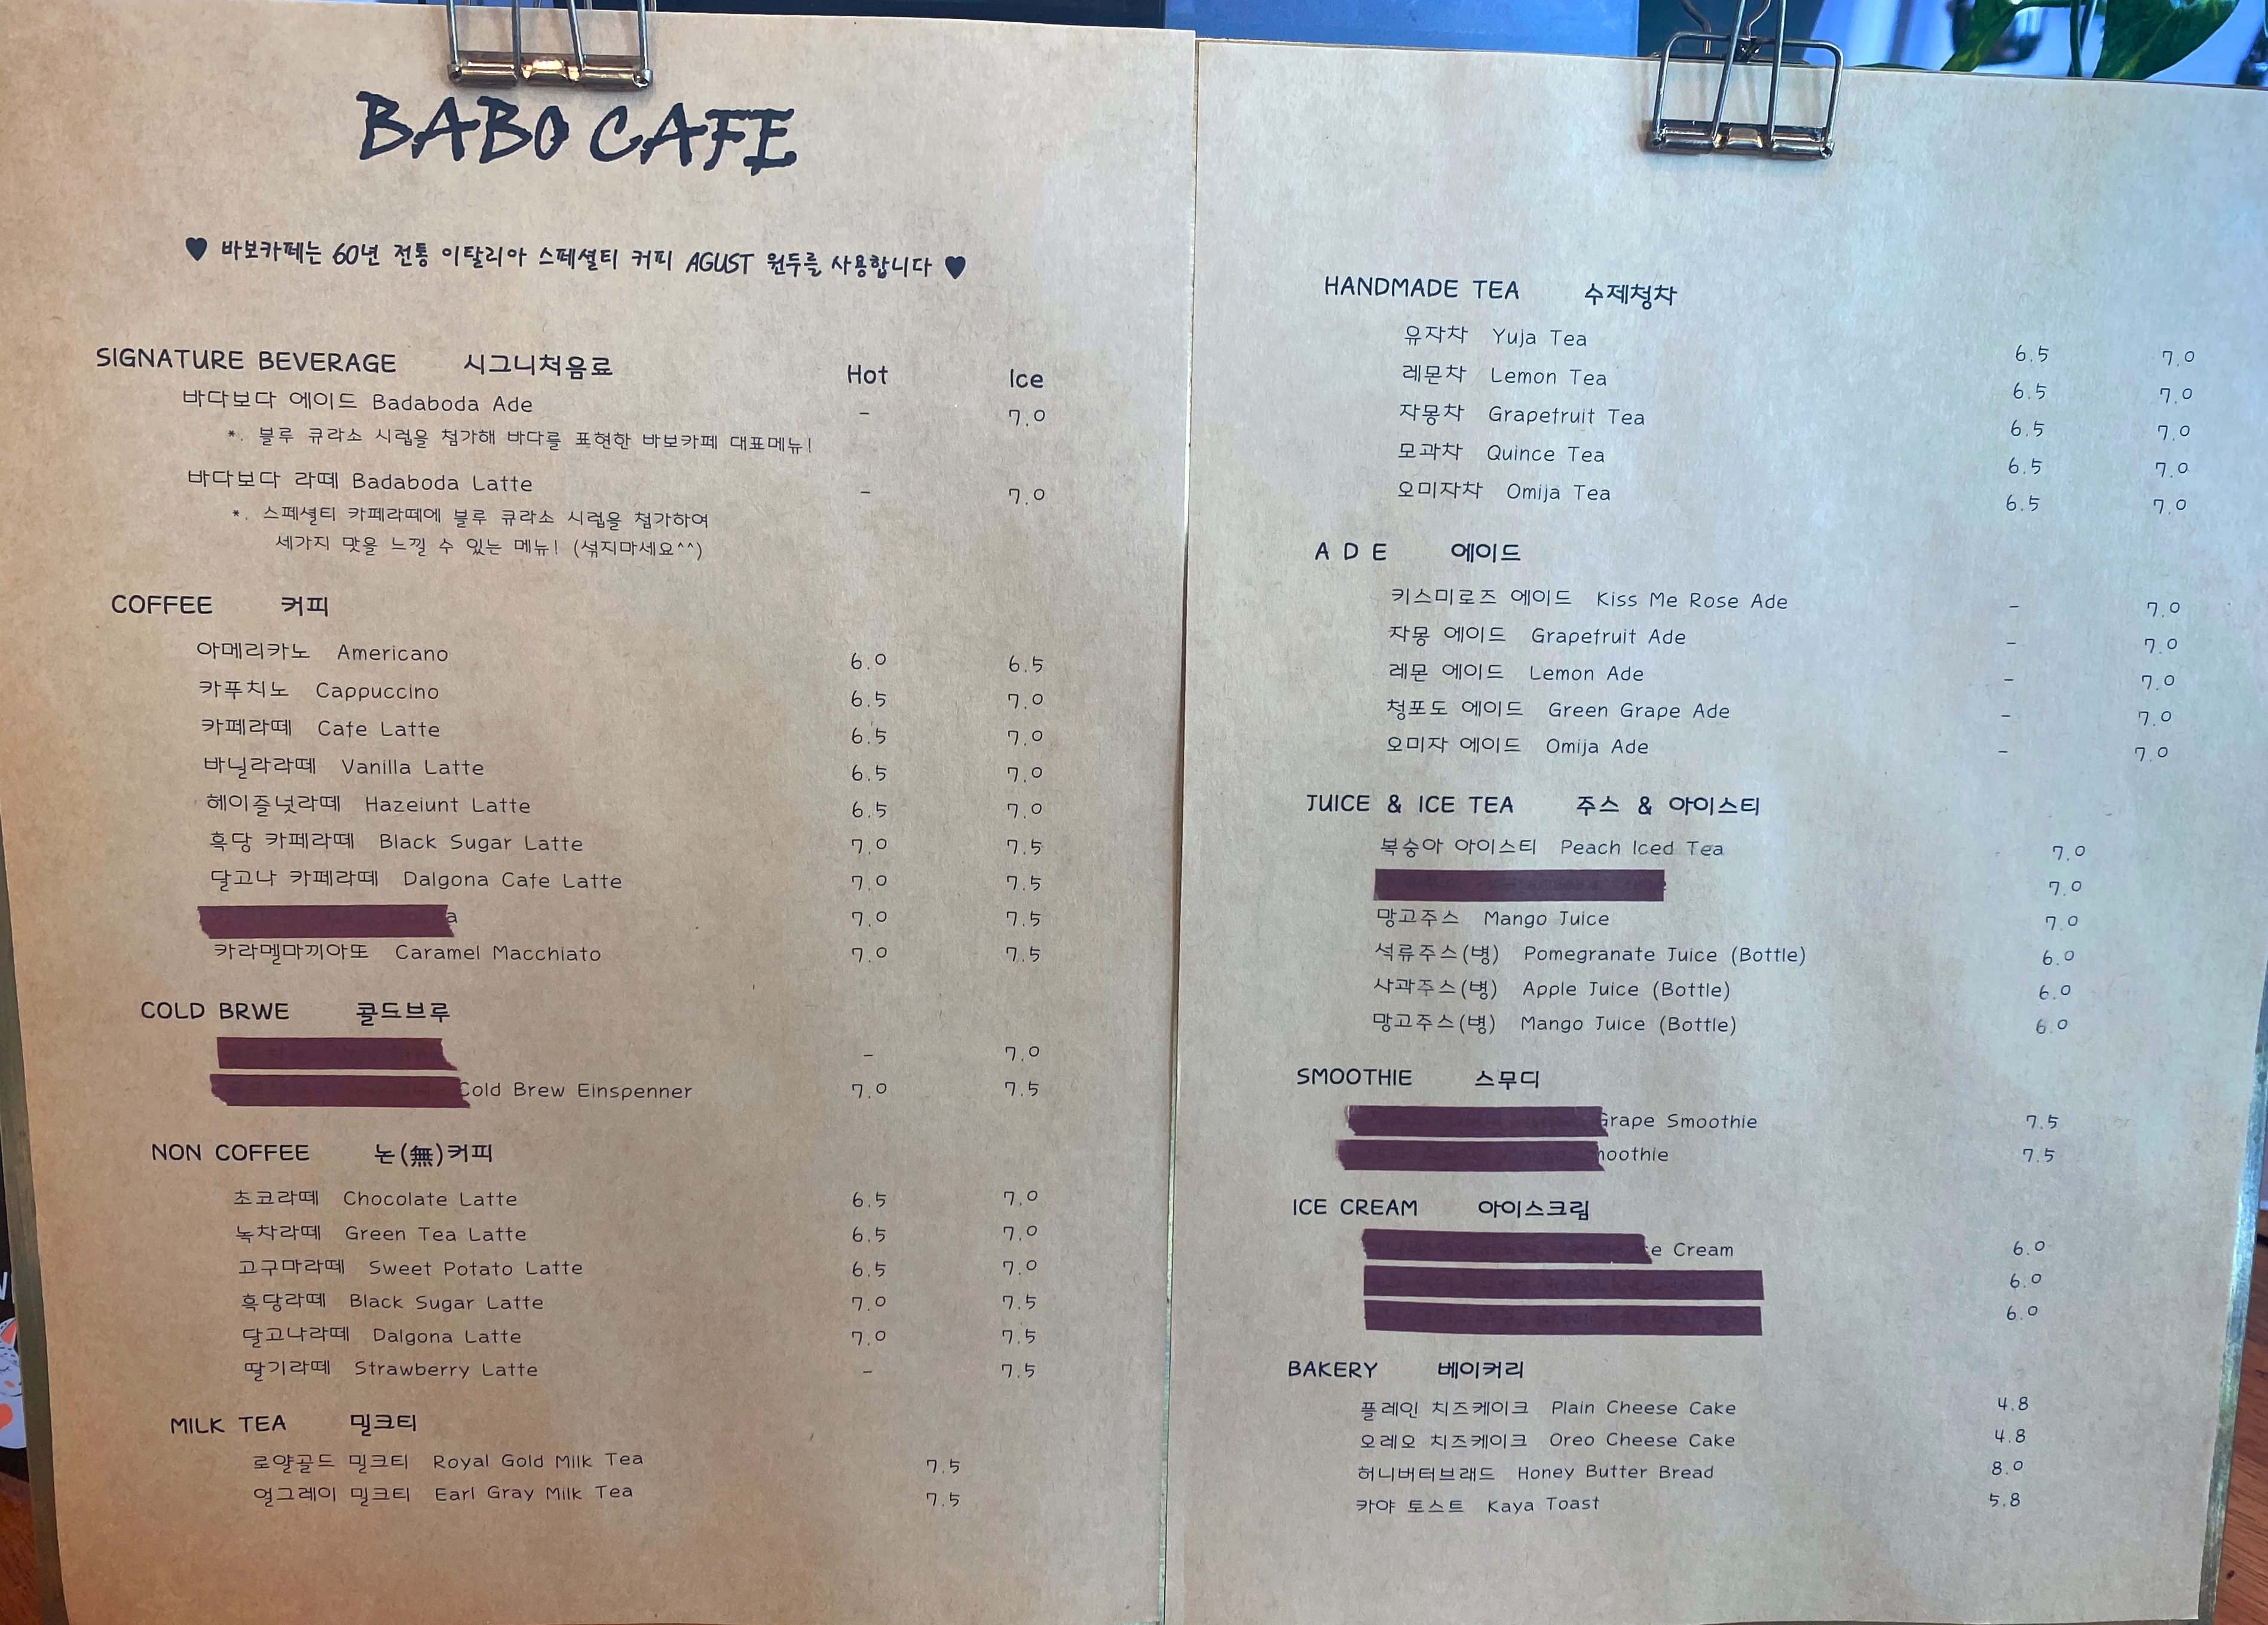 BABO CAFE
♥ 바보카페는 60년 전통 이탈리아 스페셜티 커피 AGUST 원두를 사용합니다 ♥
SIGNATURE BEVERAGE 시그니쳐음료 Hot Ice
바다보다 에이드 Badaboda Ade - 7.0
*. 블루 큐라소 시럽을 첨가해 바다를 표현한 바보카페 대표메뉴!
바다보다 라떼 Badaboda Latte - 7.0
*. 스페셜티 카페라떼에 블루 큐라소 시럽을 첨가하여
세가지 맛을 느낄 수 있는 메뉴! (섞지마세요^^)
COFFEE 커피
아메리카노 Americano 6.0 6.5
카푸치노 Cappuccino 6.5 7.0
카페라떼 Cafe Latte 6.5 7.0
바닐라라떼 Vanilla Latte 6.5 7.0
헤이즐넛라떼 Hazeiunt Latte 6.5 7.0
흑당 카페라떼 Black Sugar Latte 7.0 7.5
달고나 카페라떼 Dalgona Cafe Latte 7.0 7.5
7.0 7.5
카라멜마끼아또 Caramel Macchiato 7.0 7.5
COLD BRWE 콜드브루
- 7.0
Cold Brew Einspenner 7.0 7.5
NON COFFEE 논(無)커피
초코라떼 Chocolate Latte 6.5 7.0
녹차라떼 Green Tea Latte 6.5 7.0
고구마라떼 Sweet Potato Latte 6.5 7.0
흑당라떼 Black Sugar Latte 7.0 7.5
달고나라떼 Dalgona Latte 7.0 7.5
딸기라떼 Strawberry Latte - 7.5
MILK TEA 밀크티
로얄골드 밀크티 Royal Gold Milk Tea 7.5
얼그레이 밀크티 Earl Gray Milk Tea 7.5
HANDMADE TEA 수제청차
유자차 Yuja Tea 6.5 7.0
레몬차 Lemon Tea 6.5 7.0
자몽차 Grapefruit Tea 6.5 7.0
모과차 Quince Tea 6.5 7.0
오미자차 Omija Tea 6.5 7.0
A D E 에이드
키스미로즈 에이드 Kiss Me Rose Ade - 7.0
자몽 에이드 Grapefruit Ade - 7.0
레몬 에이드 Lemon Ade - 7.0
청포도 에이드 Green Grape Ade - 7.0
오미자 에이드 Omija Ade - 7.0
JUICE & ICE TEA 주스 & 아이스티
복숭아 아이스티 Peach Iced Tea 7.0
7.0
망고주스 Mango Juice 7.0
석류주스(병) Pomegranate Juice (Bottle) 6.0
사과주스(병) Apple Juice (Bottle) 6.0
망고주스(병) Mango Juice (Bottle) 6.0
SMOOTHIE 스무디
Grape Smoothie 7.5
7.5
ICE CREAM 아이스크림
Cream 6.0
6.0
6.0
BAKERY 베이커리
플레인 치즈케이크 Plain Cheese Cake 4.8
오레오 치즈케이크 Oreo Cheese Cake 4.8
허니버터브래드 Honey Butter Bread 8.0
카야 토스트 Kaya Toast 5.8